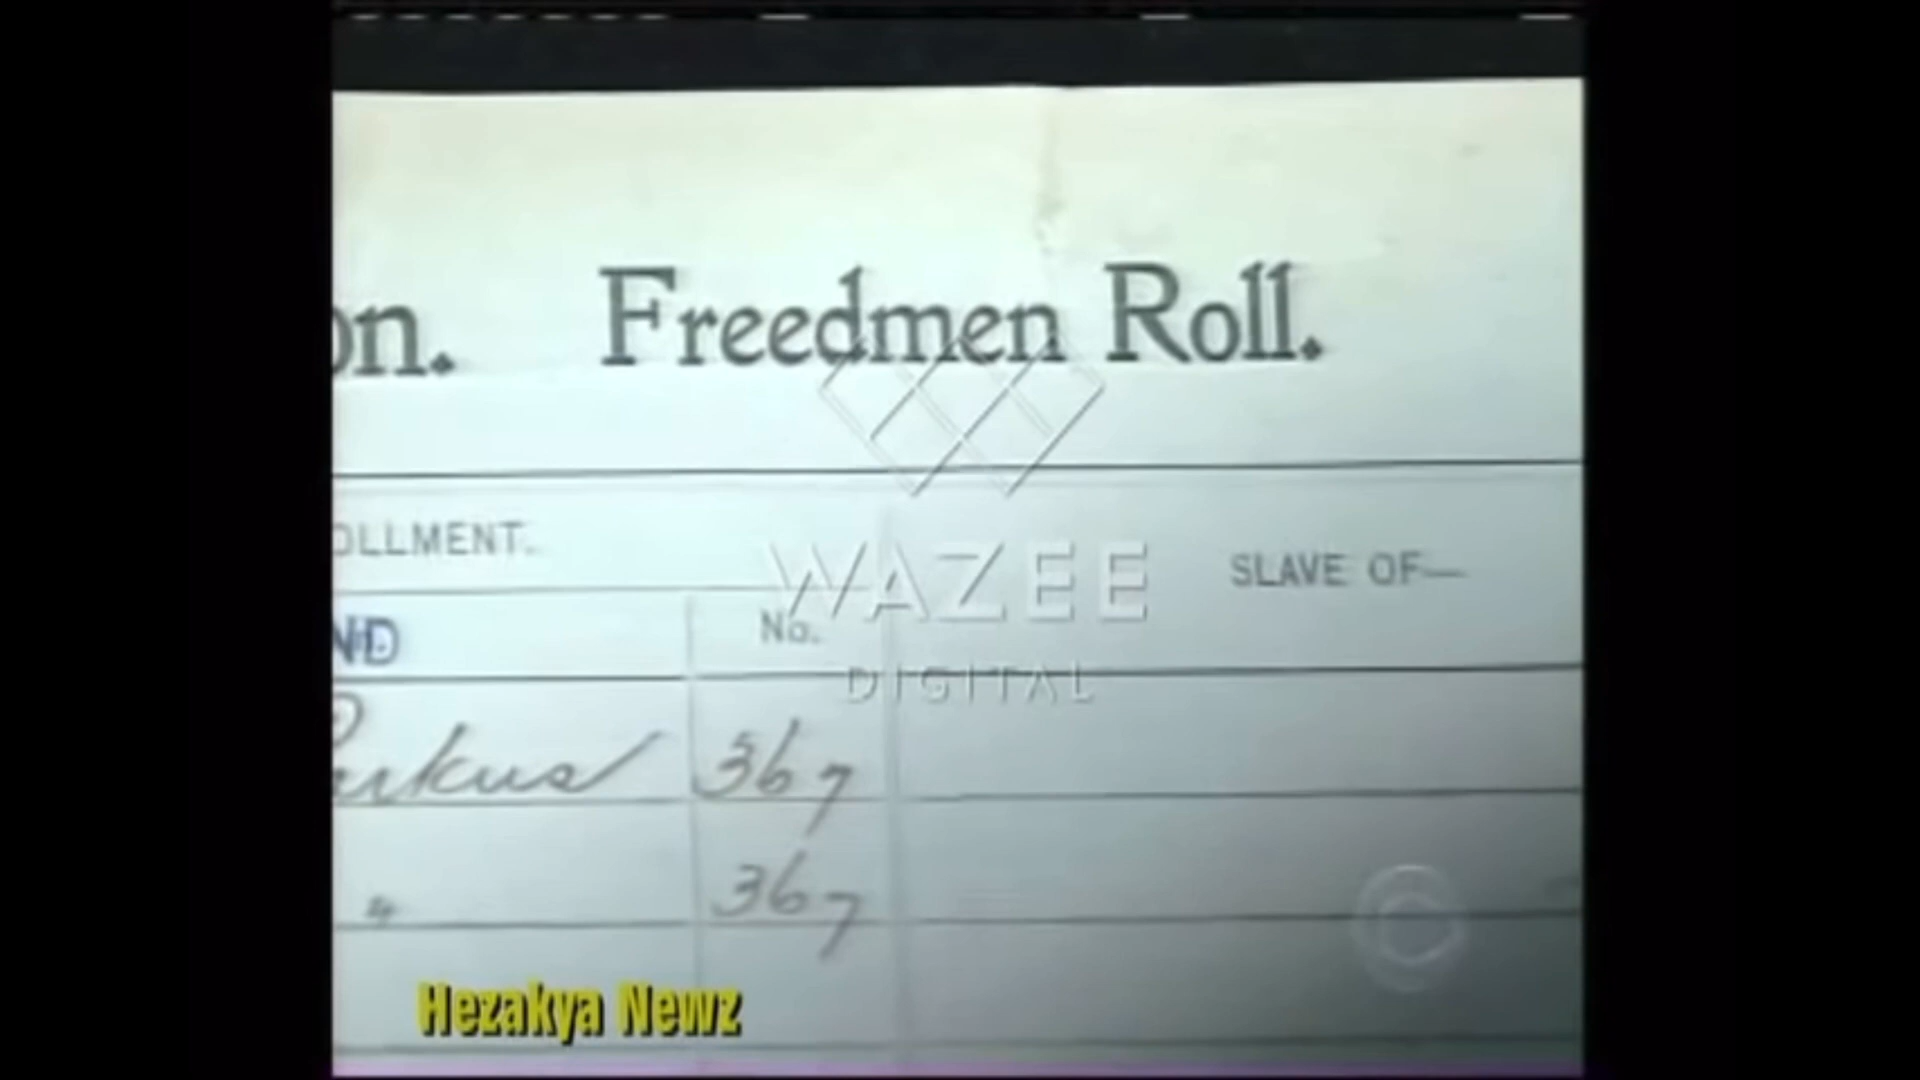 on. Freedmen Roll.
OLLMENT.
SLAVE OF—
ND
No.
WAZEE
DIGITAL
367
"
367
Hezakya Newz